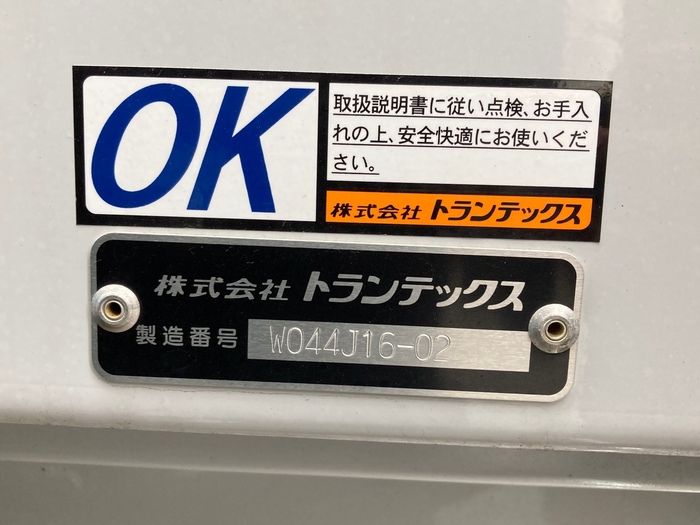 OK
取扱説明書に従い点検、お手入
れの上、安全快適にお使いくだ
さい。
株式会社 トランテックス
株式会社 トランテックス
製造番号 W044J16-02